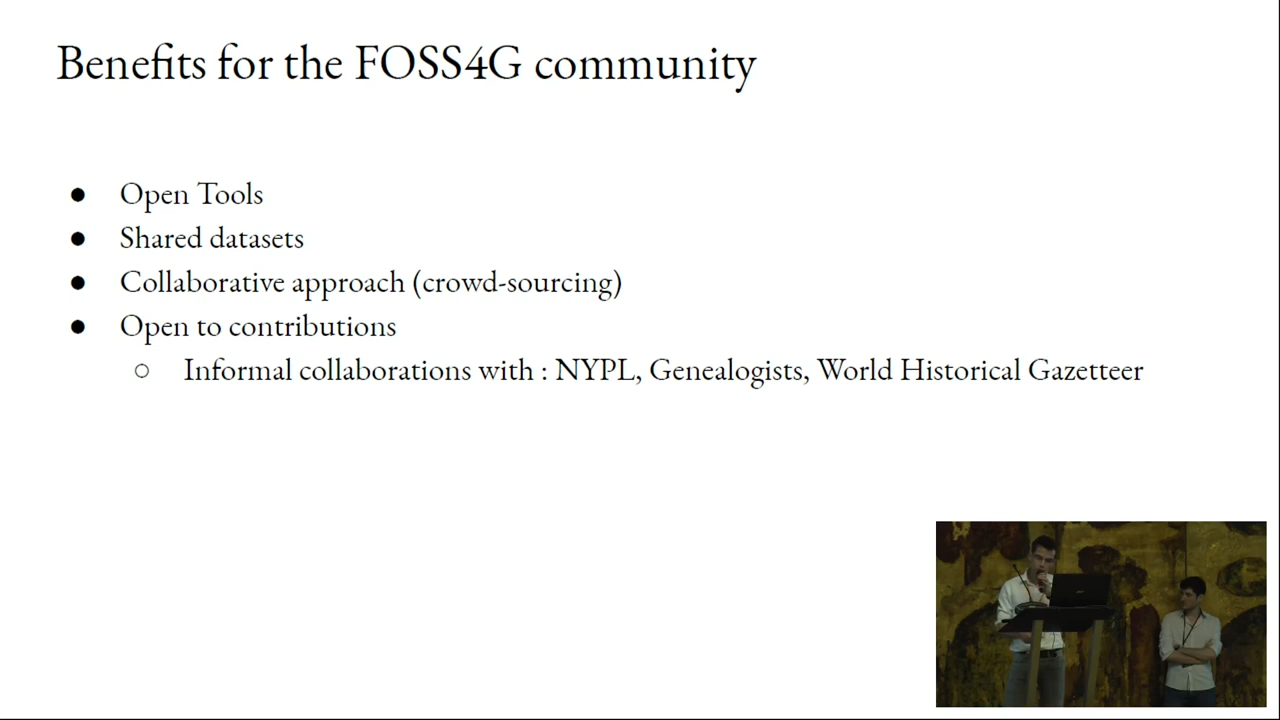 Benefits for the FOSS4G community
● Open Tools
● Shared datasets
● Collaborative approach (crowd-sourcing)
● Open to contributions
○ Informal collaborations with : NYPL, Genealogists, World Historical Gazetteer